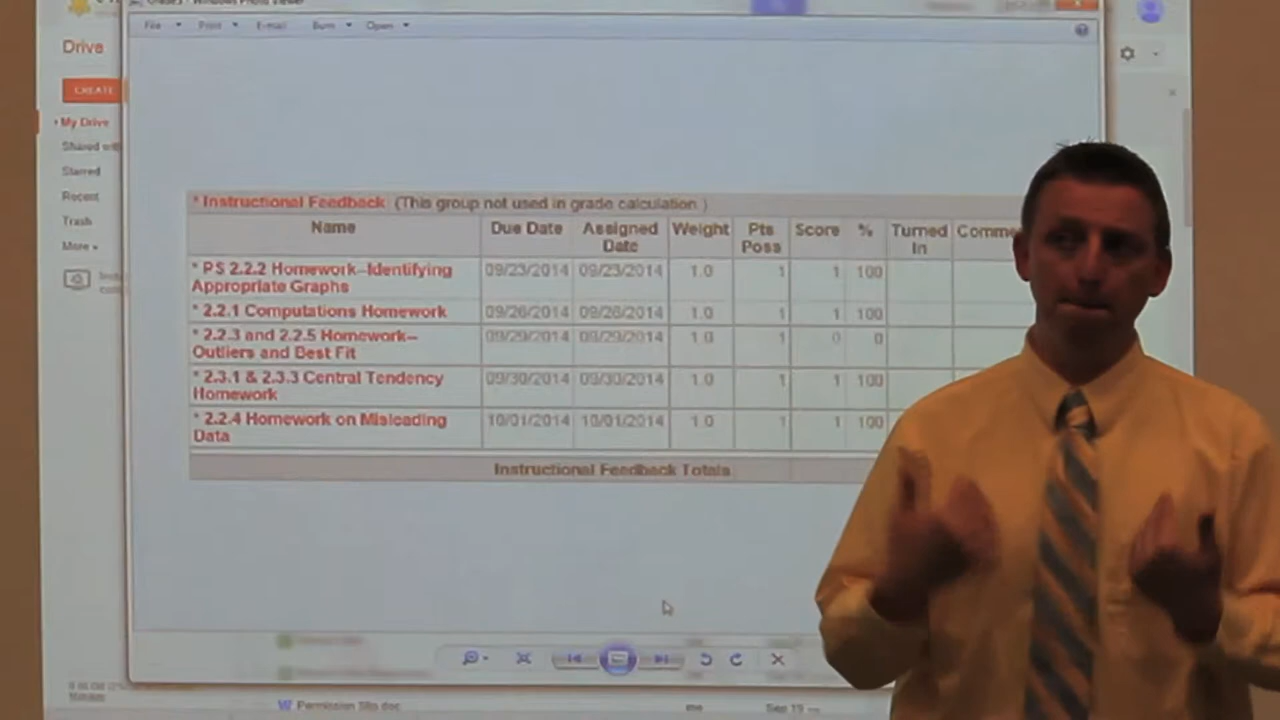 File Print E-mail Burn Open
Drive
CREATE
My Drive
Shared with
Starred
Recent
Trash
More
* Instructional Feedback (This group not used in grade calculation )
Name Due Date Assigned Date Weight Pts Poss Score % Turned In Comme
* PS 2.2.2 Homework--Identifying Appropriate Graphs 09/23/2014 09/23/2014 1.0 1 1 100
* 2.2.1 Computations Homework 09/26/2014 09/26/2014 1.0 1 1 100
* 2.2.3 and 2.2.5 Homework--Outliers and Best Fit 09/29/2014 09/29/2014 1.0 1 0 0
* 2.3.1 & 2.3.3 Central Tendency Homework 09/30/2014 09/30/2014 1.0 1 1 100
* 2.2.4 Homework on Misleading Data 10/01/2014 10/01/2014 1.0 1 1 100
Instructional Feedback Totals
W Permission Slip.doc me Sep 19